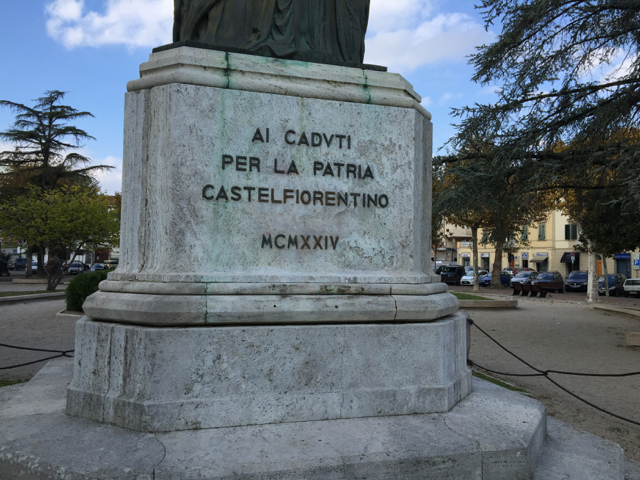 AI CADVTI
PER LA PATRIA
CASTELFIORENTINO
MCMXXIV